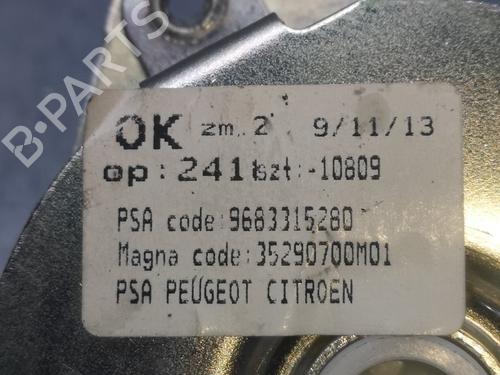 OK zm. 2 9/11/13
op:241 szt:-10809
PSA code:9683315280
Magna code:35290700M01
PSA PEUGEOT CITROEN
B-PARTS